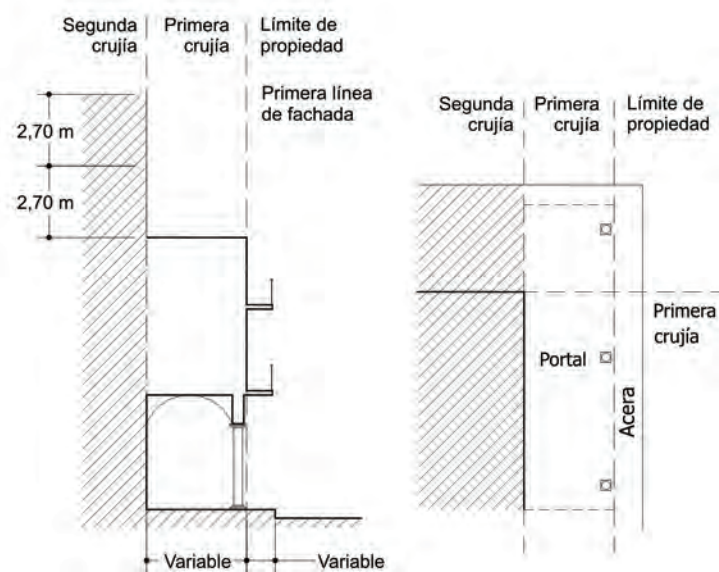 Segunda
crujía
Primera
crujía
Límite de
propiedad
Primera línea
de fachada
2,70 m
2,70 m
Variable
Variable
Segunda
crujía
Primera
crujía
Límite de
propiedad
Primera
crujía
Portal
Acera